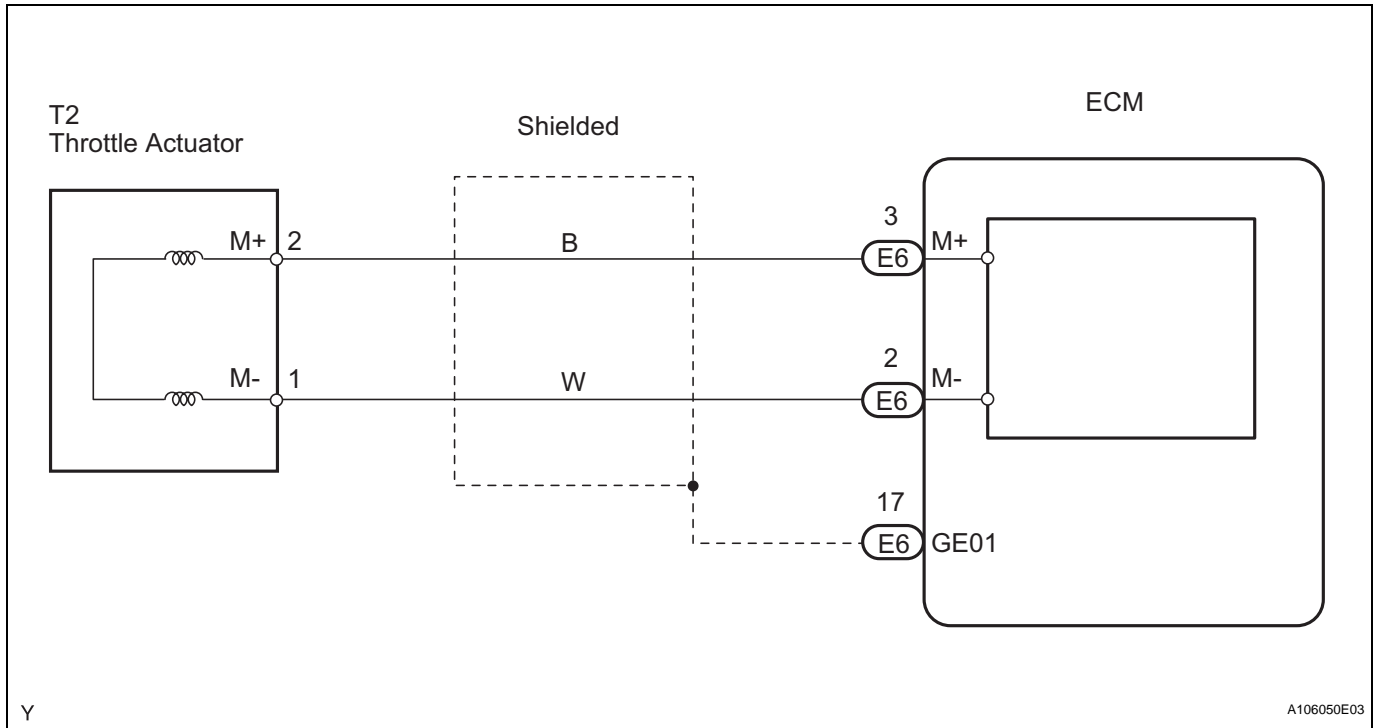 T2
Throttle Actuator
Shielded
ECM
M+ 2
B
3
E6
M+
M- 1
W
2
E6
M-
17
E6
GE01
Y
A106050E03